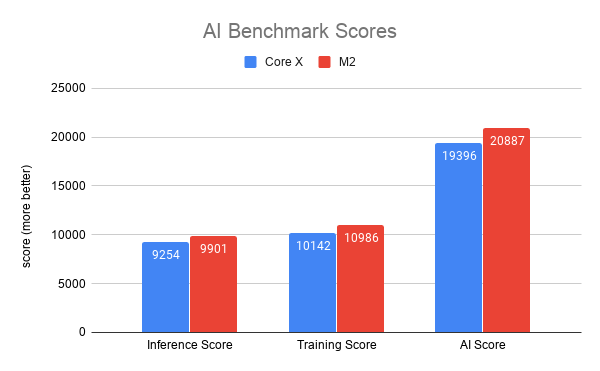 AI Benchmark Scores
Core X M2
score (more better)
25000
20000
15000
10000
5000
0
9254 9901
10142 10986
19396 20887
Inference Score Training Score AI Score